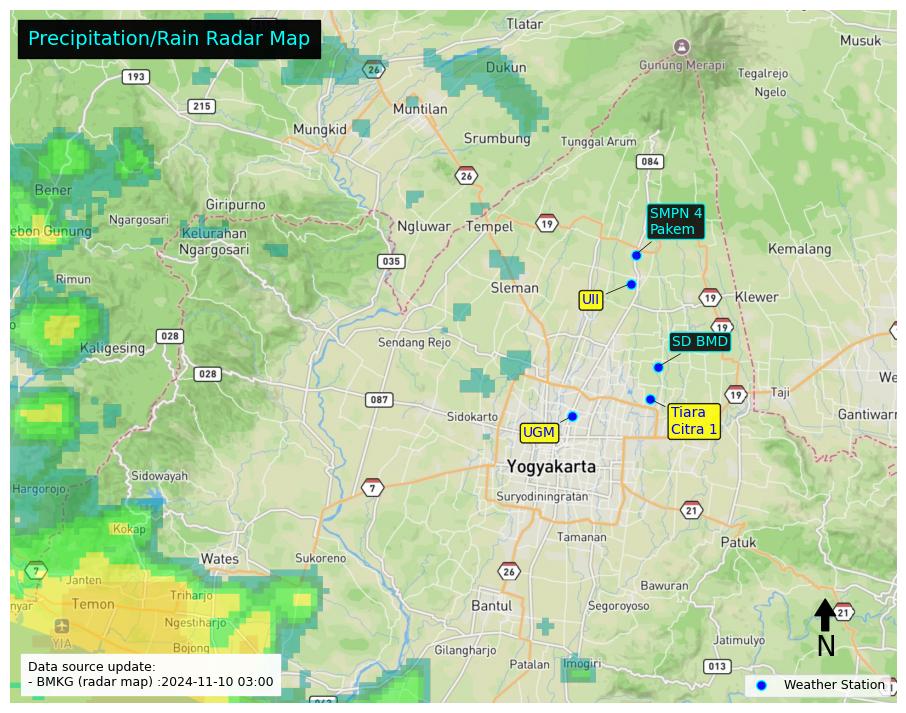 Precipitation/Rain Radar Map
Tlatar
Musuk
26
Dukun
Gunung Merapi
193
Tegalrejo
Ngelo
215
Muntilan
Mungkid
Srumbung
Tunggal Arum
084
26
Bener
Giripurno
SMPN 4
Pakem
Ngargosari
Ngluwar
Tempel
19
Kelurahan
Ngargosari
Kemalang
035
Rimun
Sleman
UII
19
Klewer
19
028
Sendang Rejo
SD BMD
Kaligesing
028
087
19
Taji
Tiara
Citra 1
Sidokarto
Gantiwar
UGM
Yogyakarta
Sidowayah
Hargorojo
7
Suryodiningratan
21
Kokap
Tamanan
Patuk
Wates
Sukoreno
7
26
Janten
Bawuran
Temon
Triharjo
Bantul
Segoroyoso
21
Ngestiharjo
YIA
Jatimulyo
N
Bojong
Gilangharjo
Patalan
Imogiri
013
Data source update:
- BMKG (radar map) :2024-11-10 03:00
Weather Station